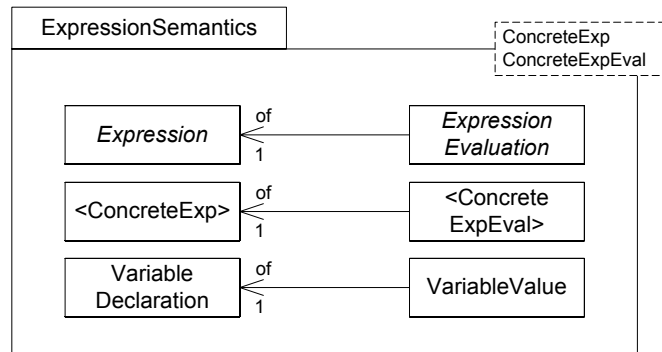 ExpressionSemantics
ConcreteExp
ConcreteExpEval
Expression
of
1
Expression
Evaluation
<ConcreteExp>
of
1
<Concrete
ExpEval>
Variable
Declaration
of
1
VariableValue